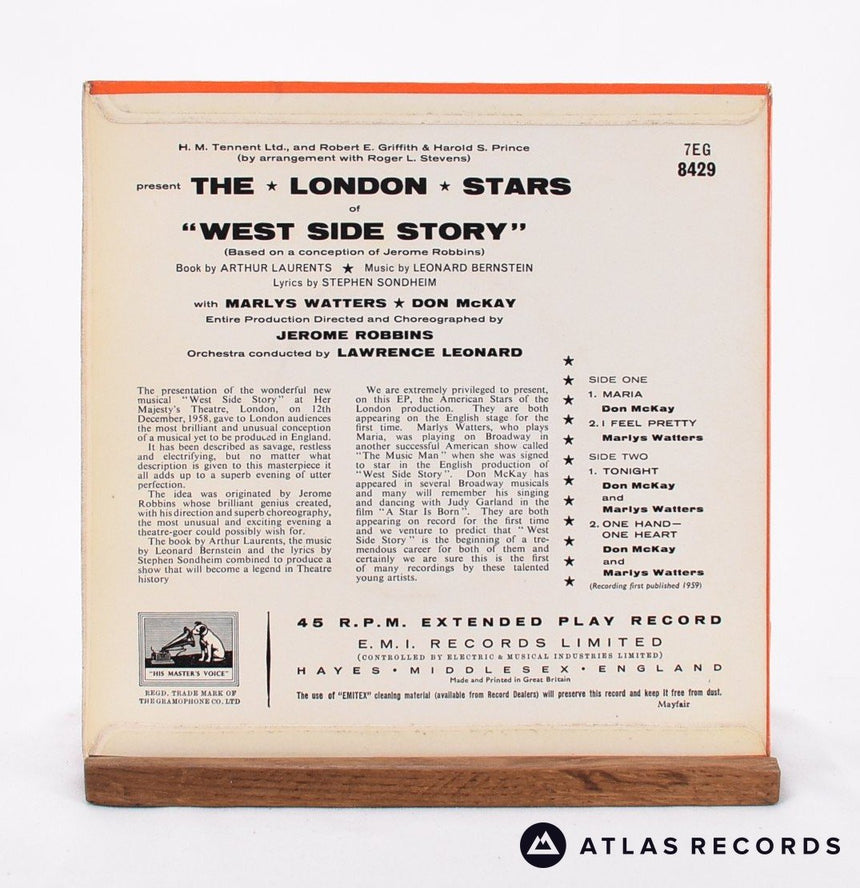 H. M. Tennent Ltd., and Robert E. Griffith & Harold S. Prince
(by arrangement with Roger L. Stevens)
present THE ★ LONDON ★ STARS
of
“WEST SIDE STORY”
(Based on a conception of Jerome Robbins)
Book by ARTHUR LAURENTS ★ Music by LEONARD BERNSTEIN
Lyrics by STEPHEN SONDHEIM
with MARLYS WATTERS ★ DON McKAY
Entire Production Directed and Choreographed by
JEROME ROBBINS
Orchestra conducted by LAWRENCE LEONARD
7EG
8429
The presentation of the wonderful new
musical “West Side Story” at Her
Majesty's Theatre, London, on 12th
December, 1958, gave to London audiences
the most brilliant and unusual conception
of a musical yet to be produced in England.
It has been described as savage, restless
and electrifying, but no matter what
description is given to this masterpiece it
all adds up to a superb evening of utter
perfection.
The idea was originated by Jerome
Robbins whose brilliant genius created,
with his direction and superb choreography,
the most unusual and exciting evening a
theatre-goer could possibly wish for.
The book by Arthur Laurents, the music
by Leonard Bernstein and the lyrics by
Stephen Sondheim combined to produce a
show that will become a legend in Theatre
history
We are extremely privileged to present,
on this EP, the American Stars of the
London production. They are both
appearing on the English stage for the
first time. Marlys Watters, who plays
Maria, was playing on Broadway in
another successful American show called
“The Music Man” when she was signed
to star in the English production of
“West Side Story”. Don McKay has
appeared in several Broadway musicals
and many will remember his singing
and dancing with Judy Garland in the
film “A Star Is Born”. They are both
appearing on record for the first time
and we venture to predict that “West
Side Story” is the beginning of a tre-
mendous career for both of them and
certainly we are sure this is the first
of many recordings by these talented
young artists.
SIDE ONE
1. MARIA
Don McKay
2. I FEEL PRETTY
Marlys Watters
SIDE TWO
1. TONIGHT
Don McKay
and
Marlys Watters
2. ONE HAND—
ONE HEART
Don McKay
and
Marlys Watters
(Recording first published 1959)
“HIS MASTER'S VOICE”
REGD. TRADE MARK OF
THE GRAMOPHONE CO. LTD
45 R.P.M. EXTENDED PLAY RECORD
E.M.I. RECORDS LIMITED
(CONTROLLED BY ELECTRIC & MUSICAL INDUSTRIES LIMITED)
HAYES · MIDDLESEX · ENGLAND
Made and Printed in Great Britain
The use of “EMITEX” cleaning material (available from Record Dealers) will preserve this record and keep it free from dust.
Mayfair
ATLAS RECORDS